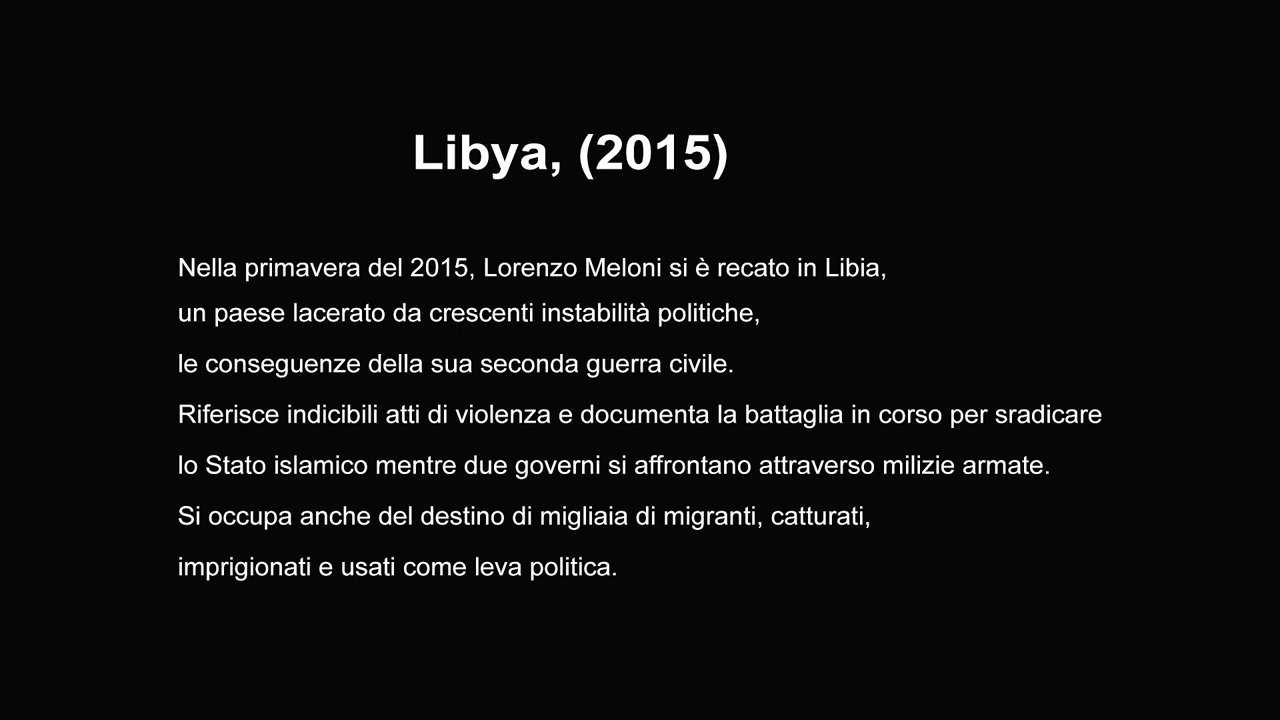 Libya, (2015)
Nella primavera del 2015, Lorenzo Meloni si è recato in Libia,
un paese lacerato da crescenti instabilità politiche,
le conseguenze della sua seconda guerra civile.
Riferisce indicibili atti di violenza e documenta la battaglia in corso per sradicare
lo Stato islamico mentre due governi si affrontano attraverso milizie armate.
Si occupa anche del destino di migliaia di migranti, catturati,
imprigionati e usati come leva politica.